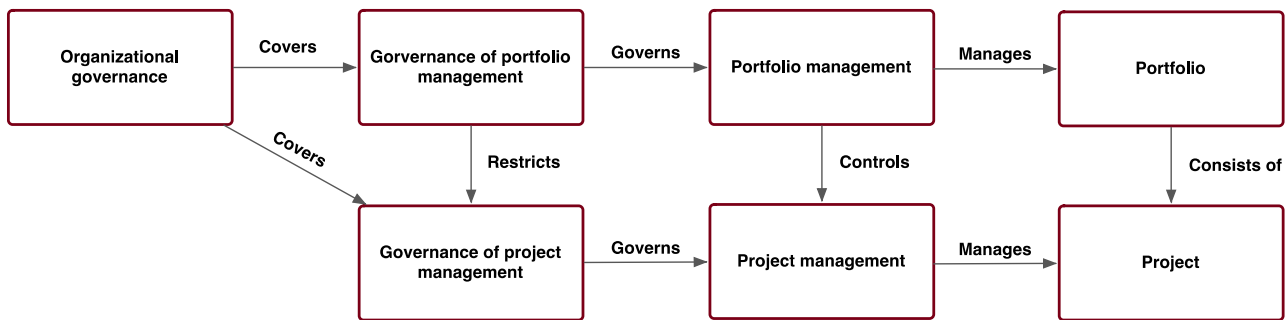 Organizational
governance
Covers
Gorvernance of portfolio
management
Governs
Portfolio management
Manages
Portfolio
Covers
Restricts
Controls
Consists of
Governance of project
management
Governs
Project management
Manages
Project